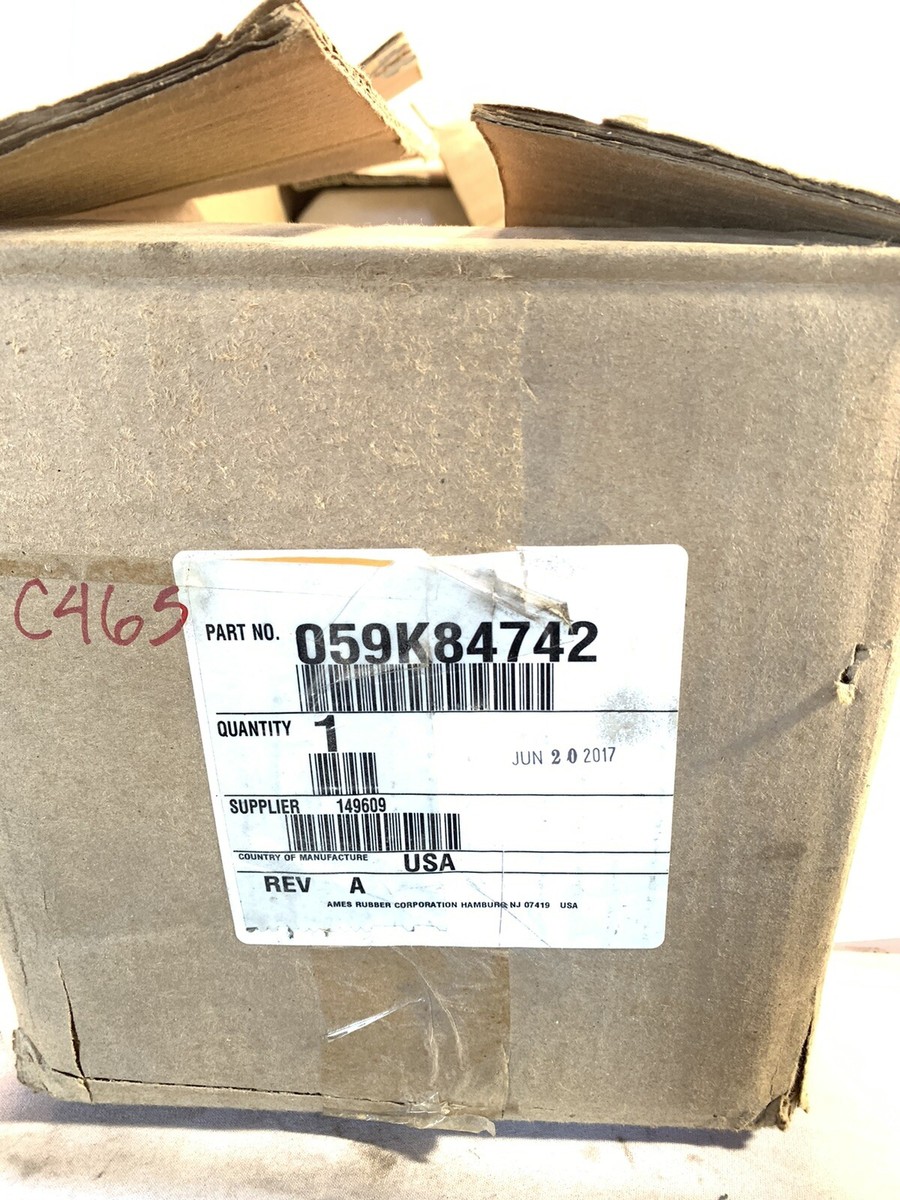 C465
PART NO. 059K84742
QUANTITY 1
JUN 20 2017
SUPPLIER 149609
COUNTRY OF MANUFACTURE USA
REV A
AMES RUBBER CORPORATION HAMBURG NJ 07419 USA